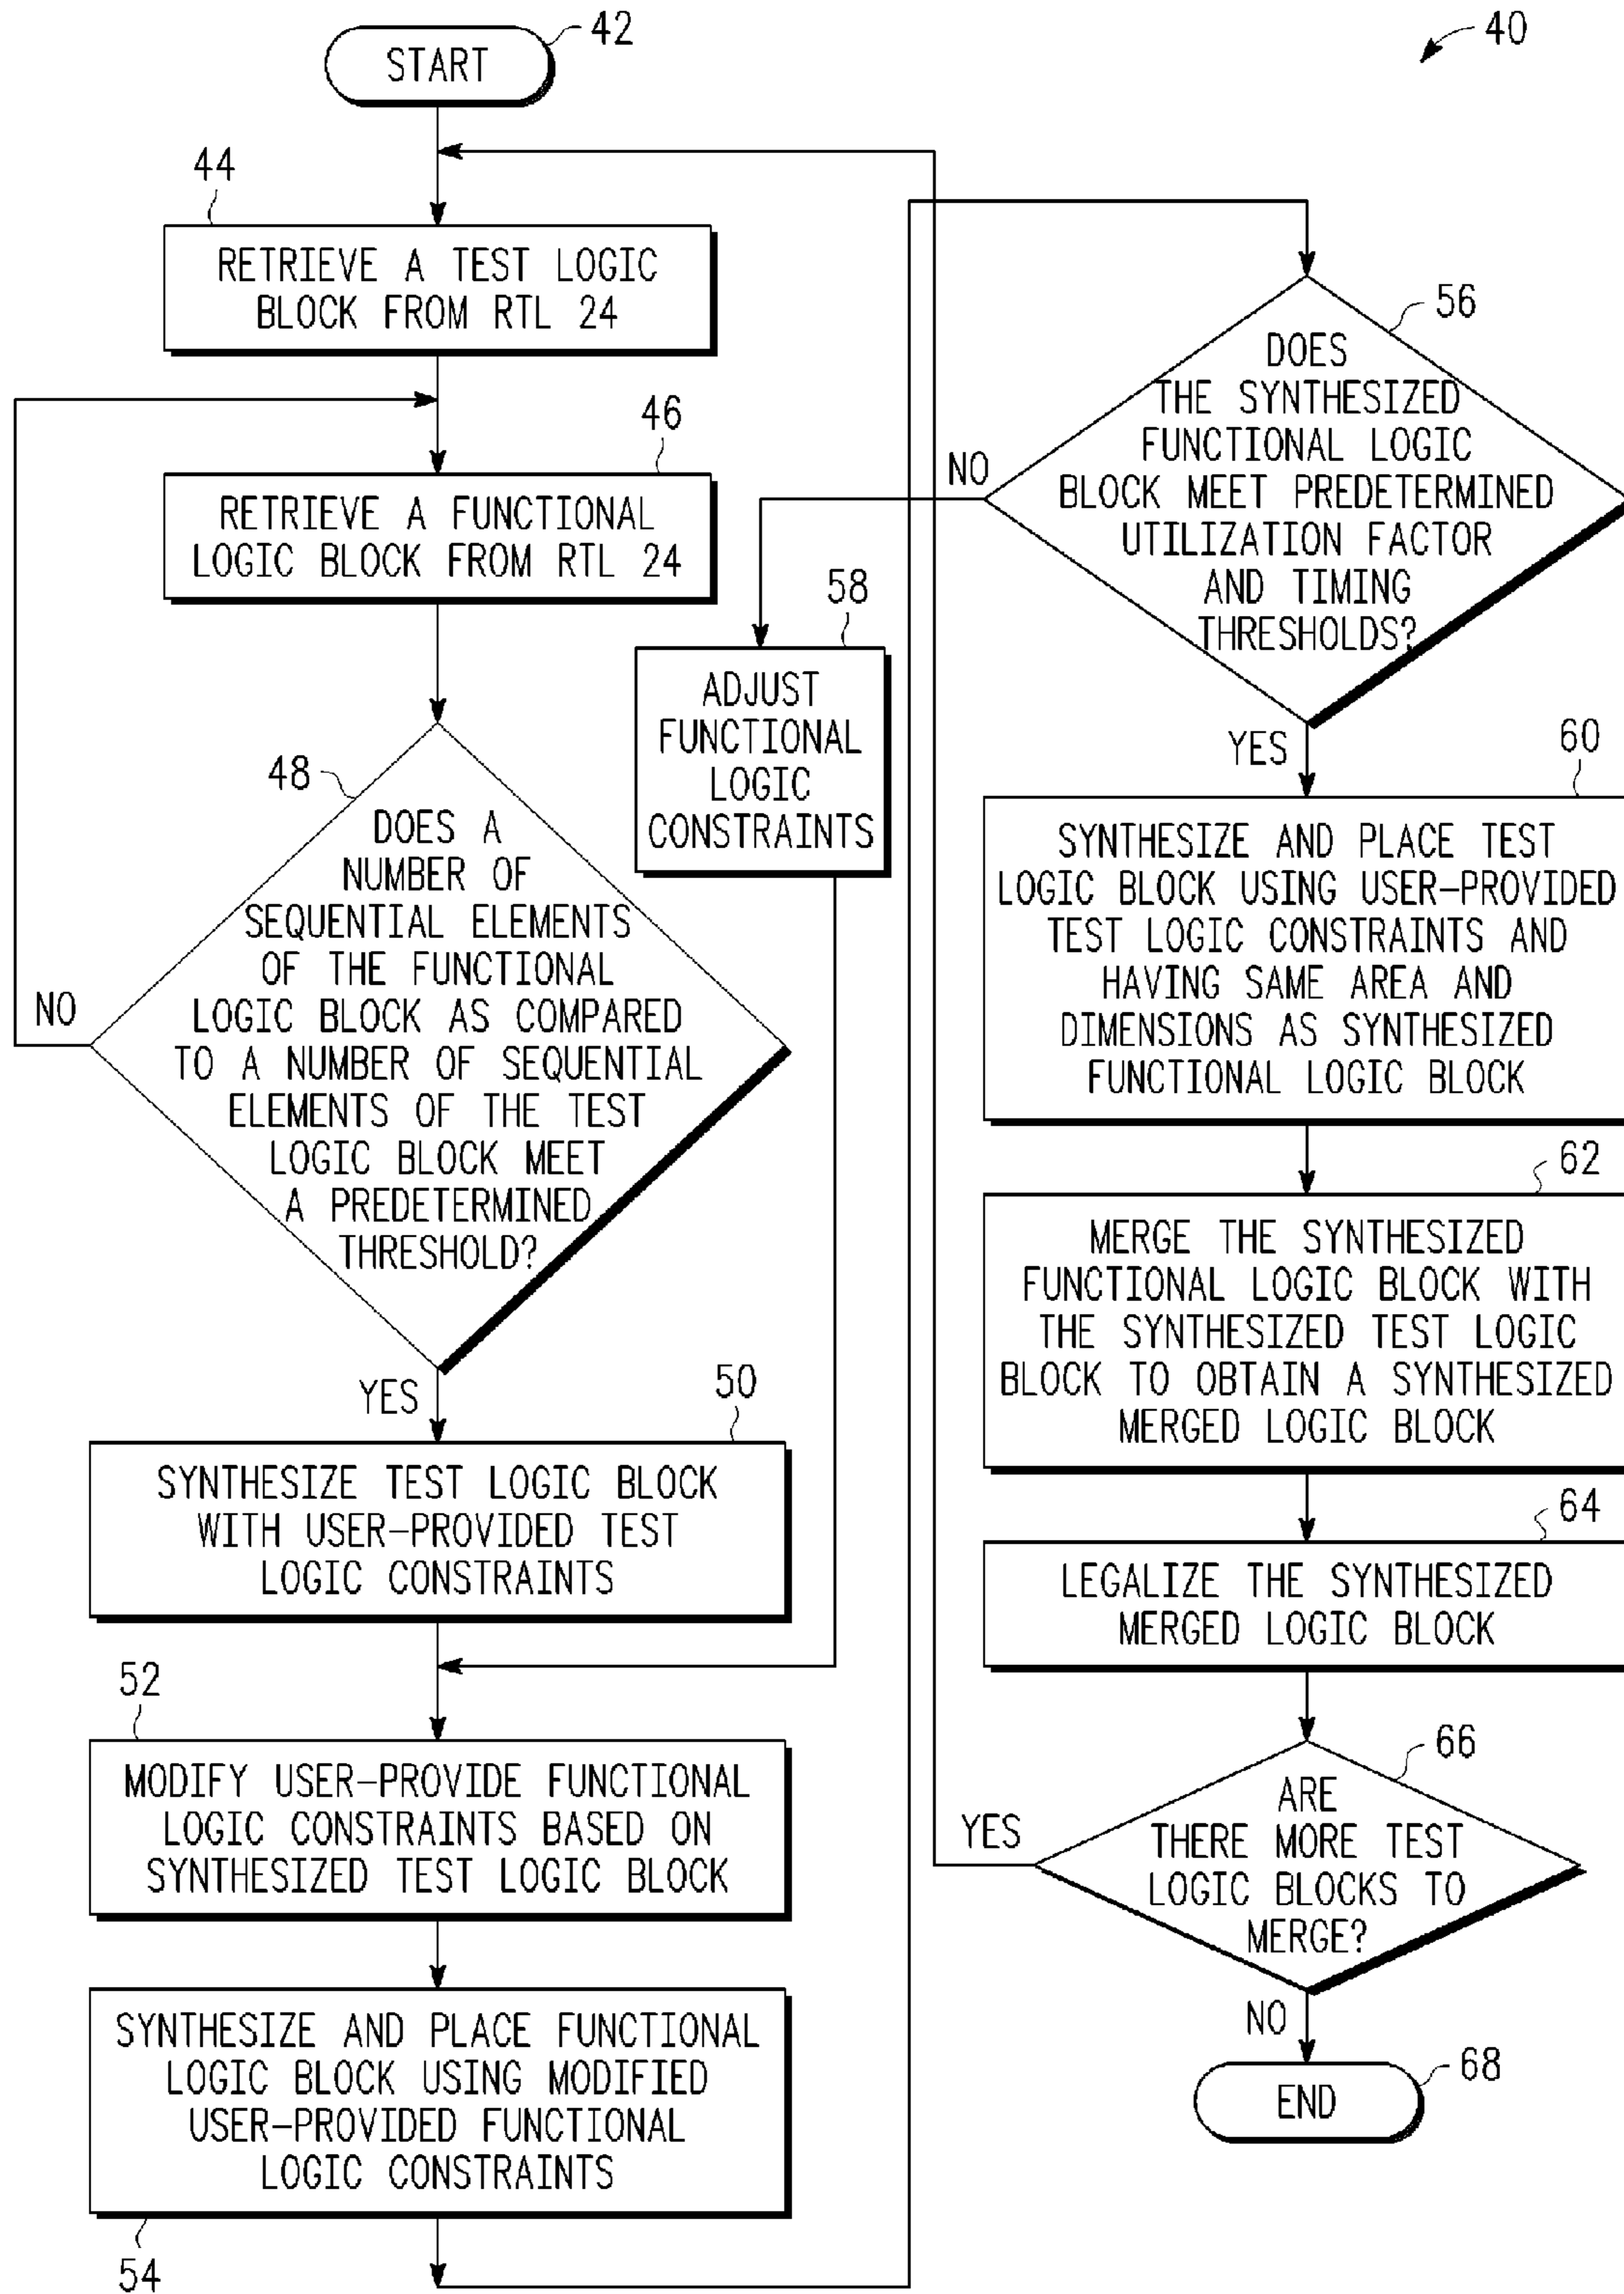 40
START
42
44
RETRIEVE A TEST LOGIC
BLOCK FROM RTL 24
46
RETRIEVE A FUNCTIONAL
LOGIC BLOCK FROM RTL 24
48
DOES A
NUMBER OF
SEQUENTIAL ELEMENTS
OF THE FUNCTIONAL
LOGIC BLOCK AS COMPARED
TO A NUMBER OF SEQUENTIAL
ELEMENTS OF THE TEST
LOGIC BLOCK MEET
A PREDETERMINED
THRESHOLD?
NO
YES
50
SYNTHESIZE TEST LOGIC BLOCK
WITH USER-PROVIDED TEST
LOGIC CONSTRAINTS
52
MODIFY USER-PROVIDE FUNCTIONAL
LOGIC CONSTRAINTS BASED ON
SYNTHESIZED TEST LOGIC BLOCK
SYNTHESIZE AND PLACE FUNCTIONAL
LOGIC BLOCK USING MODIFIED
USER-PROVIDED FUNCTIONAL
LOGIC CONSTRAINTS
54
56
DOES
THE SYNTHESIZED
FUNCTIONAL LOGIC
BLOCK MEET PREDETERMINED
UTILIZATION FACTOR
AND TIMING
THRESHOLDS?
NO
58
ADJUST
FUNCTIONAL
LOGIC
CONSTRAINTS
YES
60
SYNTHESIZE AND PLACE TEST
LOGIC BLOCK USING USER-PROVIDED
TEST LOGIC CONSTRAINTS AND
HAVING SAME AREA AND
DIMENSIONS AS SYNTHESIZED
FUNCTIONAL LOGIC BLOCK
62
MERGE THE SYNTHESIZED
FUNCTIONAL LOGIC BLOCK WITH
THE SYNTHESIZED TEST LOGIC
BLOCK TO OBTAIN A SYNTHESIZED
MERGED LOGIC BLOCK
64
LEGALIZE THE SYNTHESIZED
MERGED LOGIC BLOCK
66
ARE
THERE MORE TEST
LOGIC BLOCKS TO
MERGE?
YES
NO
68
END